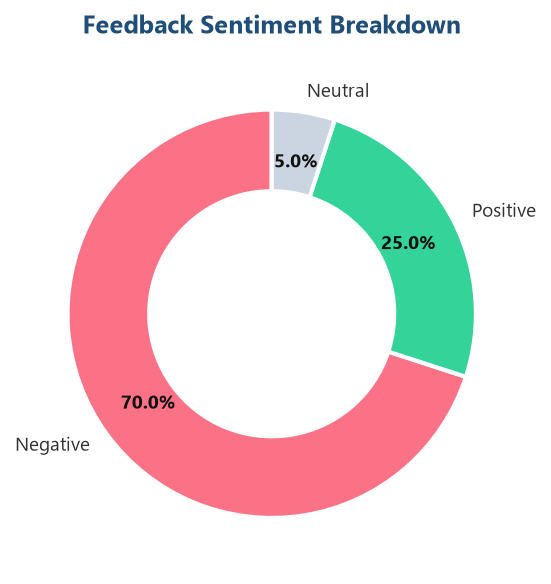 Feedback Sentiment Breakdown
Neutral
5.0%
Positive
25.0%
70.0%
Negative